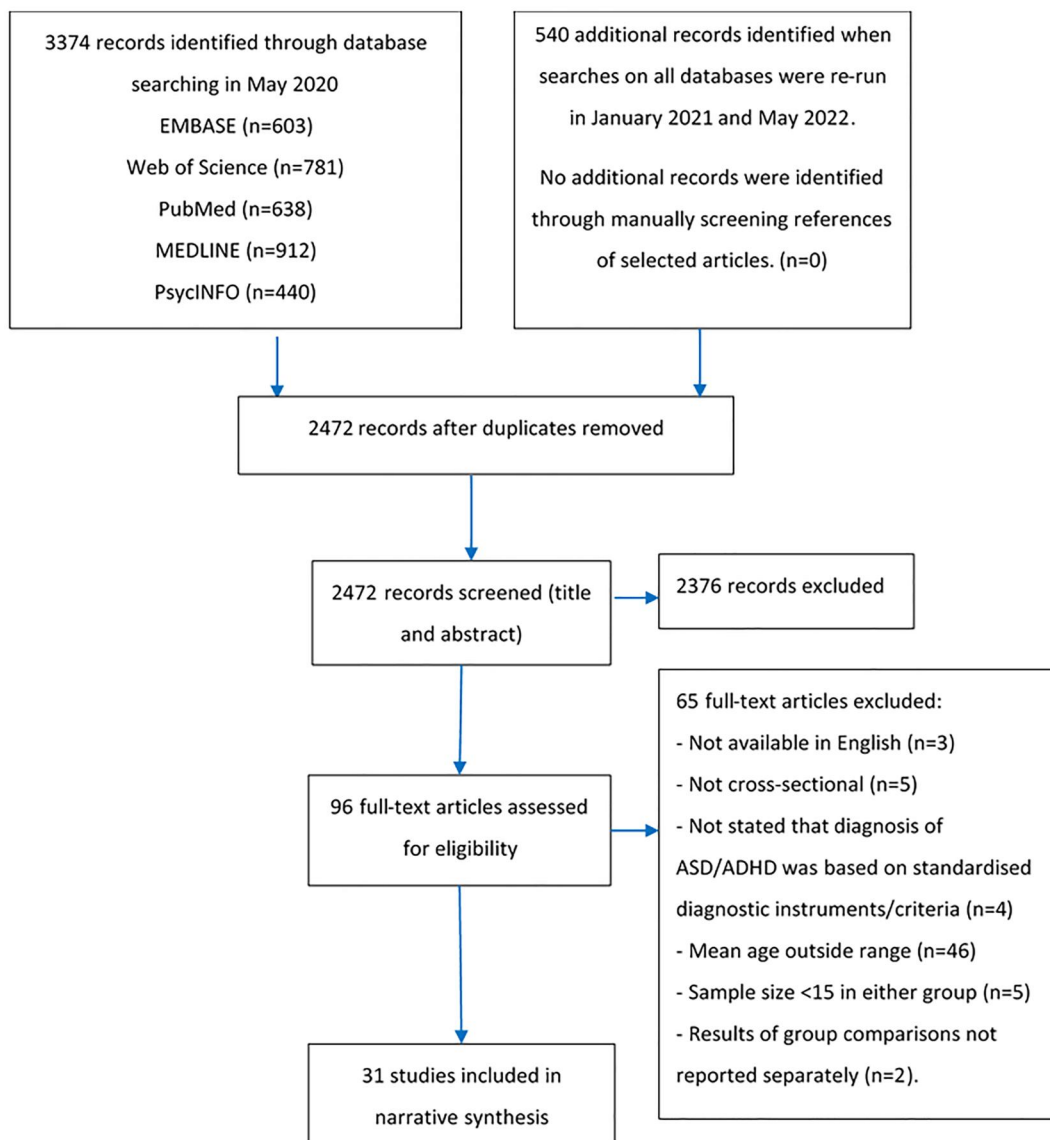 3374 records identified through database
searching in May 2020
EMBASE (n=603)
Web of Science (n=781)
PubMed (n=638)
MEDLINE (n=912)
PsycINFO (n=440)
540 additional records identified when
searches on all databases were re-run
in January 2021 and May 2022.
No additional records were identified
through manually screening references
of selected articles. (n=0)
2472 records after duplicates removed
2472 records screened (title
and abstract)
2376 records excluded
96 full-text articles assessed
for eligibility
65 full-text articles excluded:
- Not available in English (n=3)
- Not cross-sectional (n=5)
- Not stated that diagnosis of
ASD/ADHD was based on standardised
diagnostic instruments/criteria (n=4)
- Mean age outside range (n=46)
- Sample size <15 in either group (n=5)
- Results of group comparisons not
reported separately (n=2).
31 studies included in
narrative synthesis